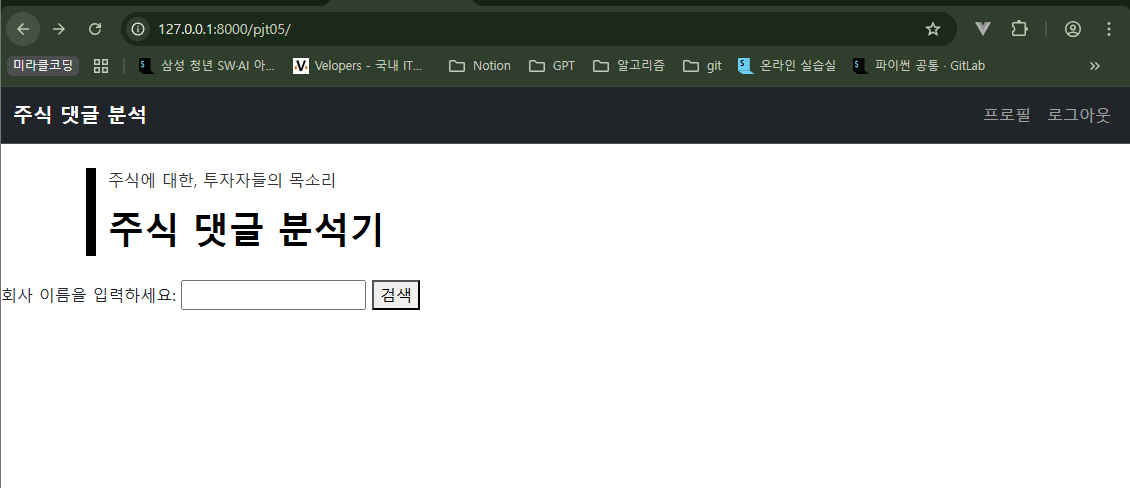 127.0.0.1:8000/pjt05/
미라클코딩 삼성 청년 SW·AI 아... Velopers - 국내 IT... Notion GPT 알고리즘 git 온라인 실습실 파이썬 공통 · GitLab
주식 댓글 분석 프로필 로그아웃
주식에 대한, 투자자들의 목소리
주식 댓글 분석기
회사 이름을 입력하세요: 검색